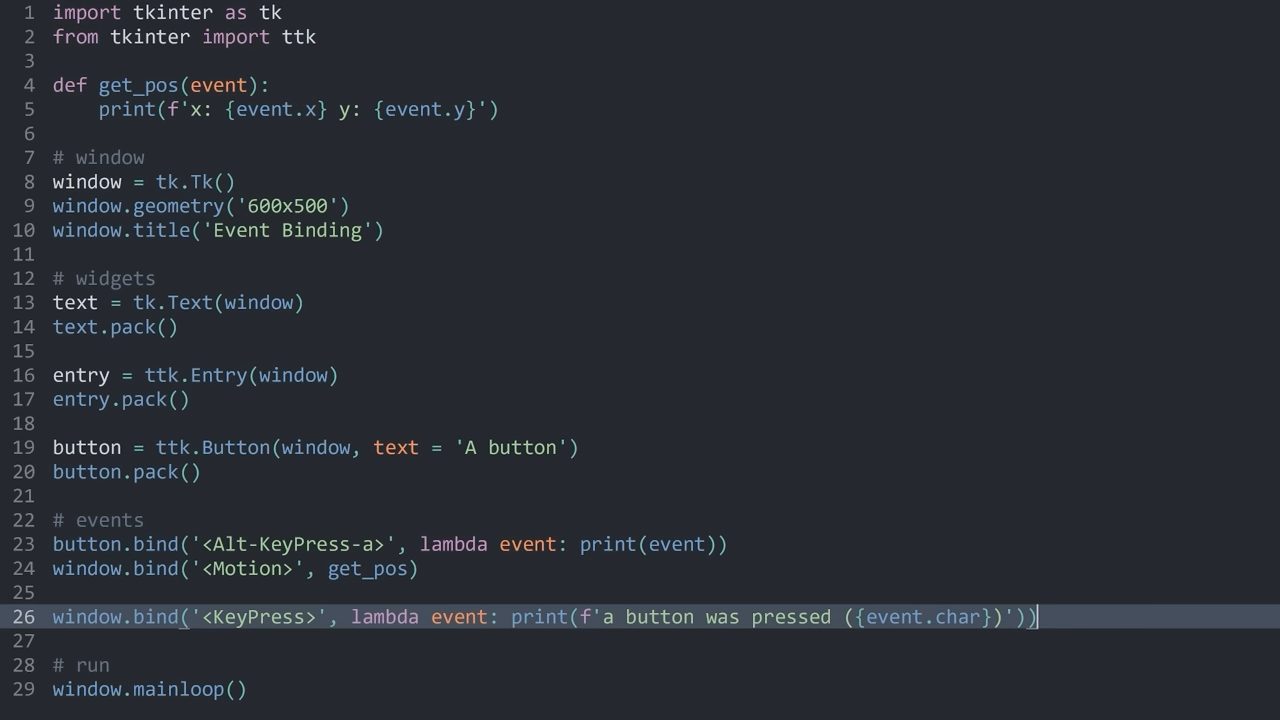 1 import tkinter as tk
2 from tkinter import ttk
3
4 def get_pos(event):
5     print(f'x: {event.x} y: {event.y}')
6
7 # window
8 window = tk.Tk()
9 window.geometry('600x500')
10 window.title('Event Binding')
11
12 # widgets
13 text = tk.Text(window)
14 text.pack()
15
16 entry = ttk.Entry(window)
17 entry.pack()
18
19 button = ttk.Button(window, text = 'A button')
20 button.pack()
21
22 # events
23 button.bind('<Alt-KeyPress-a>', lambda event: print(event))
24 window.bind('<Motion>', get_pos)
25
26 window.bind('<KeyPress>', lambda event: print(f'a button was pressed ({event.char})'))
27
28 # run
29 window.mainloop()